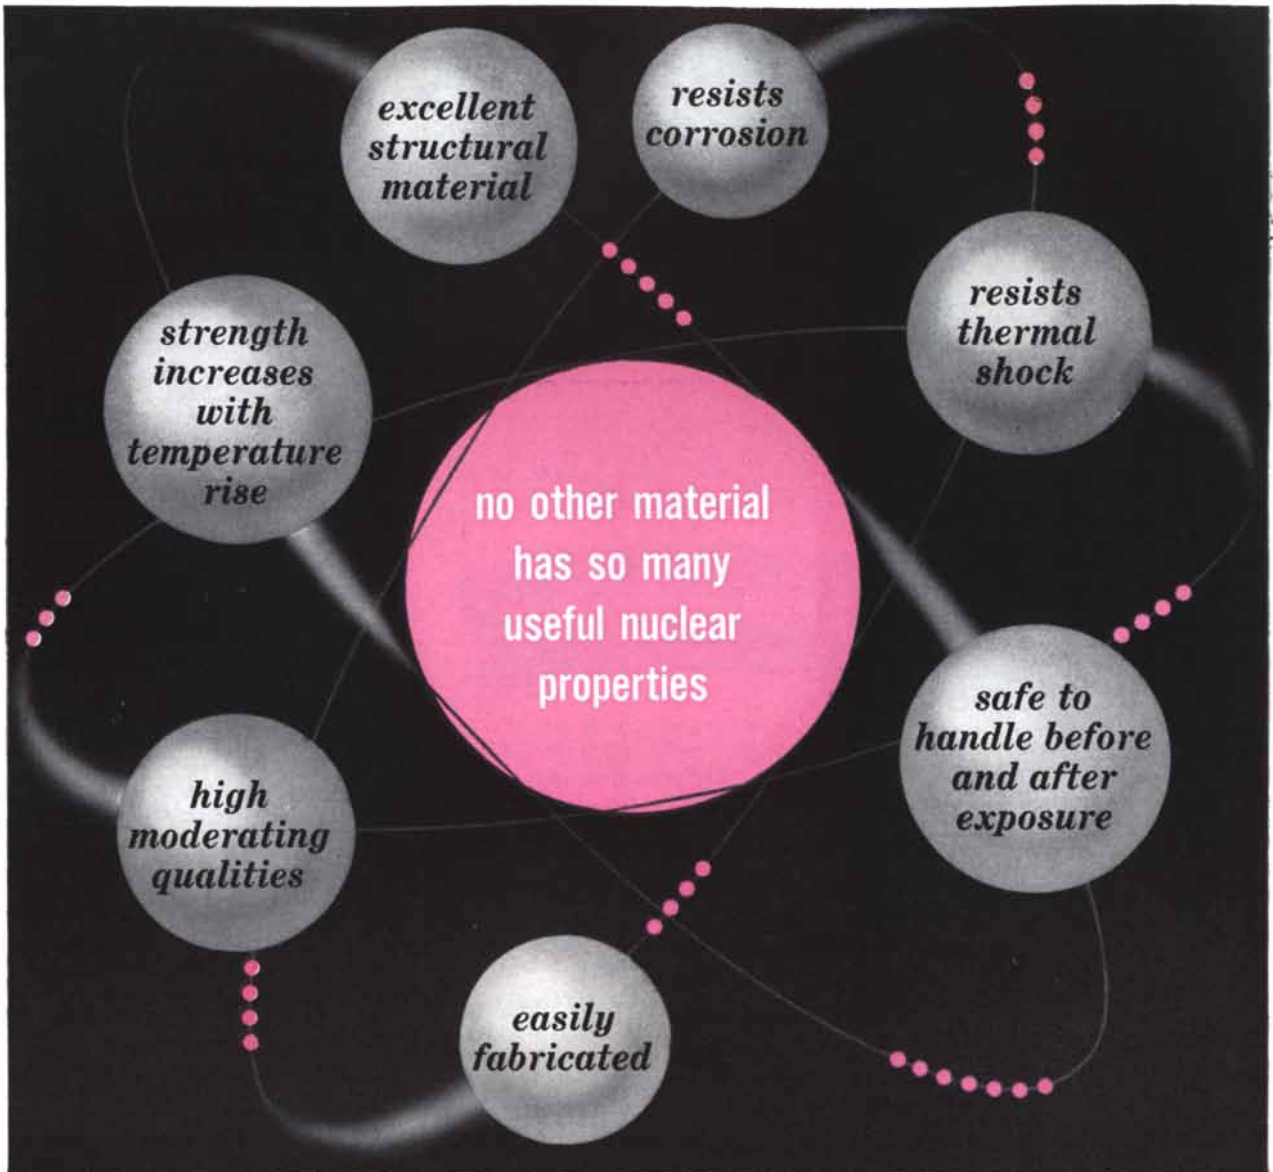 excellent
structural
material
resists
corrosion
resists
thermal
shock
strength
increases
with
temperature
rise
no other material
has so many
useful nuclear
properties
safe to
handle before
and after
exposure
high
moderating
qualities
easily
fabricated